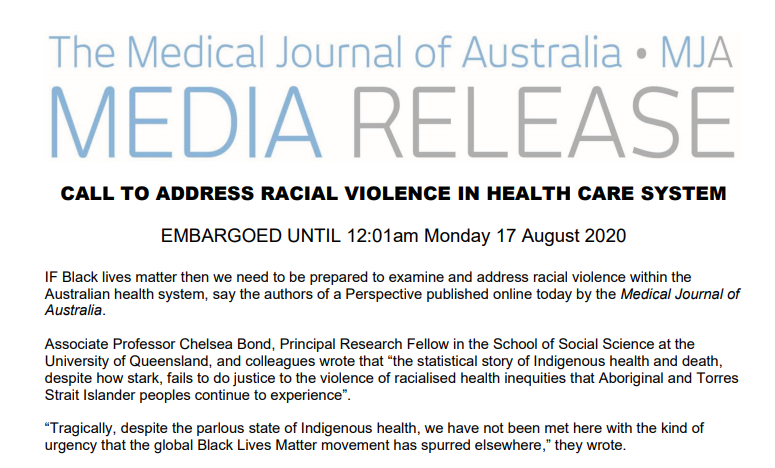 The Medical Journal of Australia • MJA
MEDIA RELEASE
CALL TO ADDRESS RACIAL VIOLENCE IN HEALTH CARE SYSTEM
EMBARGOED UNTIL 12:01am Monday 17 August 2020
IF Black lives matter then we need to be prepared to examine and address racial violence within the
Australian health system, say the authors of a Perspective published online today by the Medical Journal of
Australia.
Associate Professor Chelsea Bond, Principal Research Fellow in the School of Social Science at the
University of Queensland, and colleagues wrote that “the statistical story of Indigenous health and death,
despite how stark, fails to do justice to the violence of racialised health inequities that Aboriginal and Torres
Strait Islander peoples continue to experience”.
“Tragically, despite the parlous state of Indigenous health, we have not been met here with the kind of
urgency that the global Black Lives Matter movement has spurred elsewhere,” they wrote.